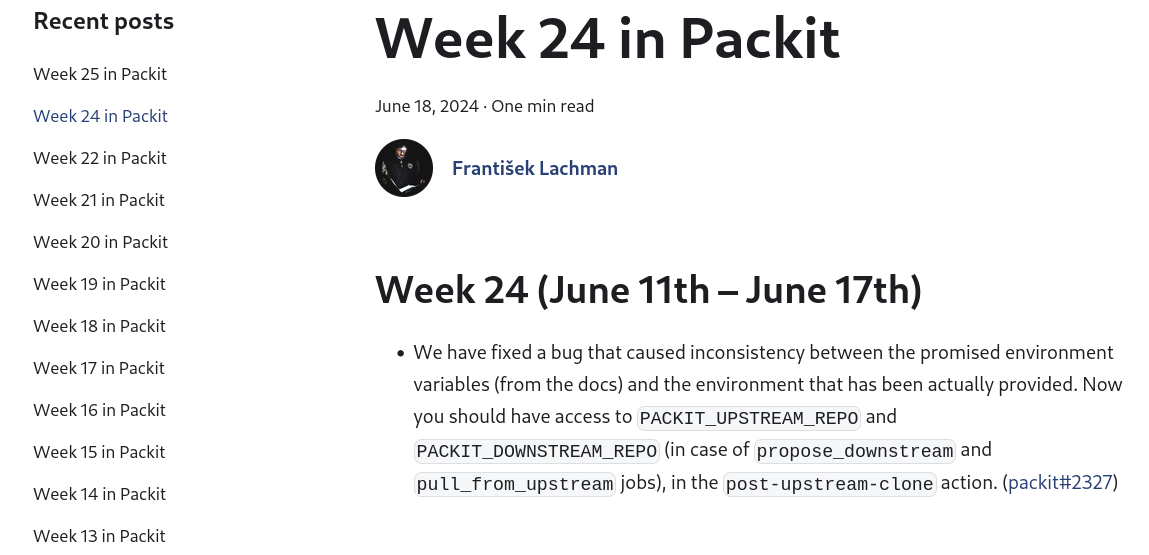 Recent posts
Week 25 in Packit
Week 24 in Packit
Week 22 in Packit
Week 21 in Packit
Week 20 in Packit
Week 19 in Packit
Week 18 in Packit
Week 17 in Packit
Week 16 in Packit
Week 15 in Packit
Week 14 in Packit
Week 13 in Packit
Week 24 in Packit
June 18, 2024 · One min read
František Lachman
Week 24 (June 11th – June 17th)
• We have fixed a bug that caused inconsistency between the promised environment
variables (from the docs) and the environment that has been actually provided. Now
you should have access to PACKIT_UPSTREAM_REPO and
PACKIT_DOWNSTREAM_REPO (in case of propose_downstream and
pull_from_upstream jobs), in the post-upstream-clone action. (packit#2327)